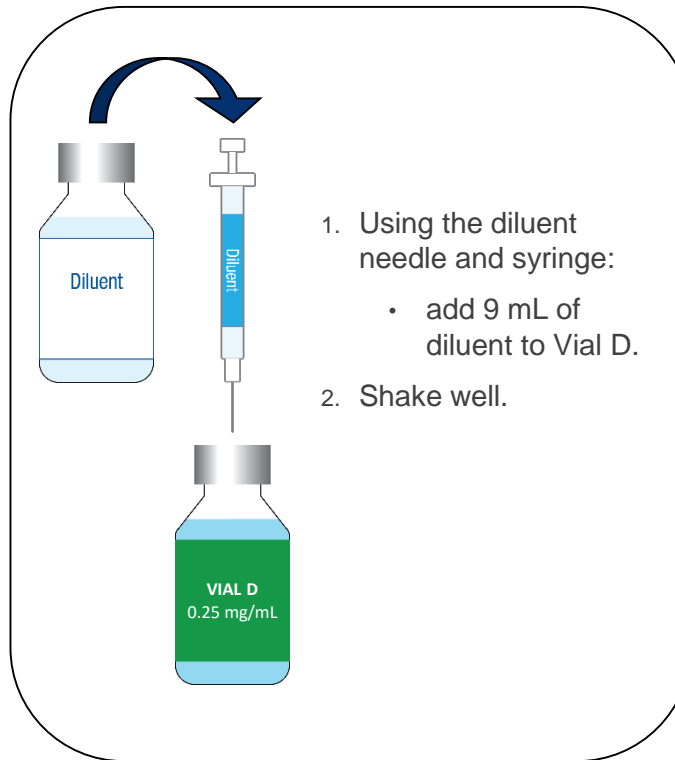 Diluent
Diluent
1. Using the diluent
needle and syringe:
• add 9 mL of
diluent to Vial D.
2. Shake well.
VIAL D
0.25 mg/mL